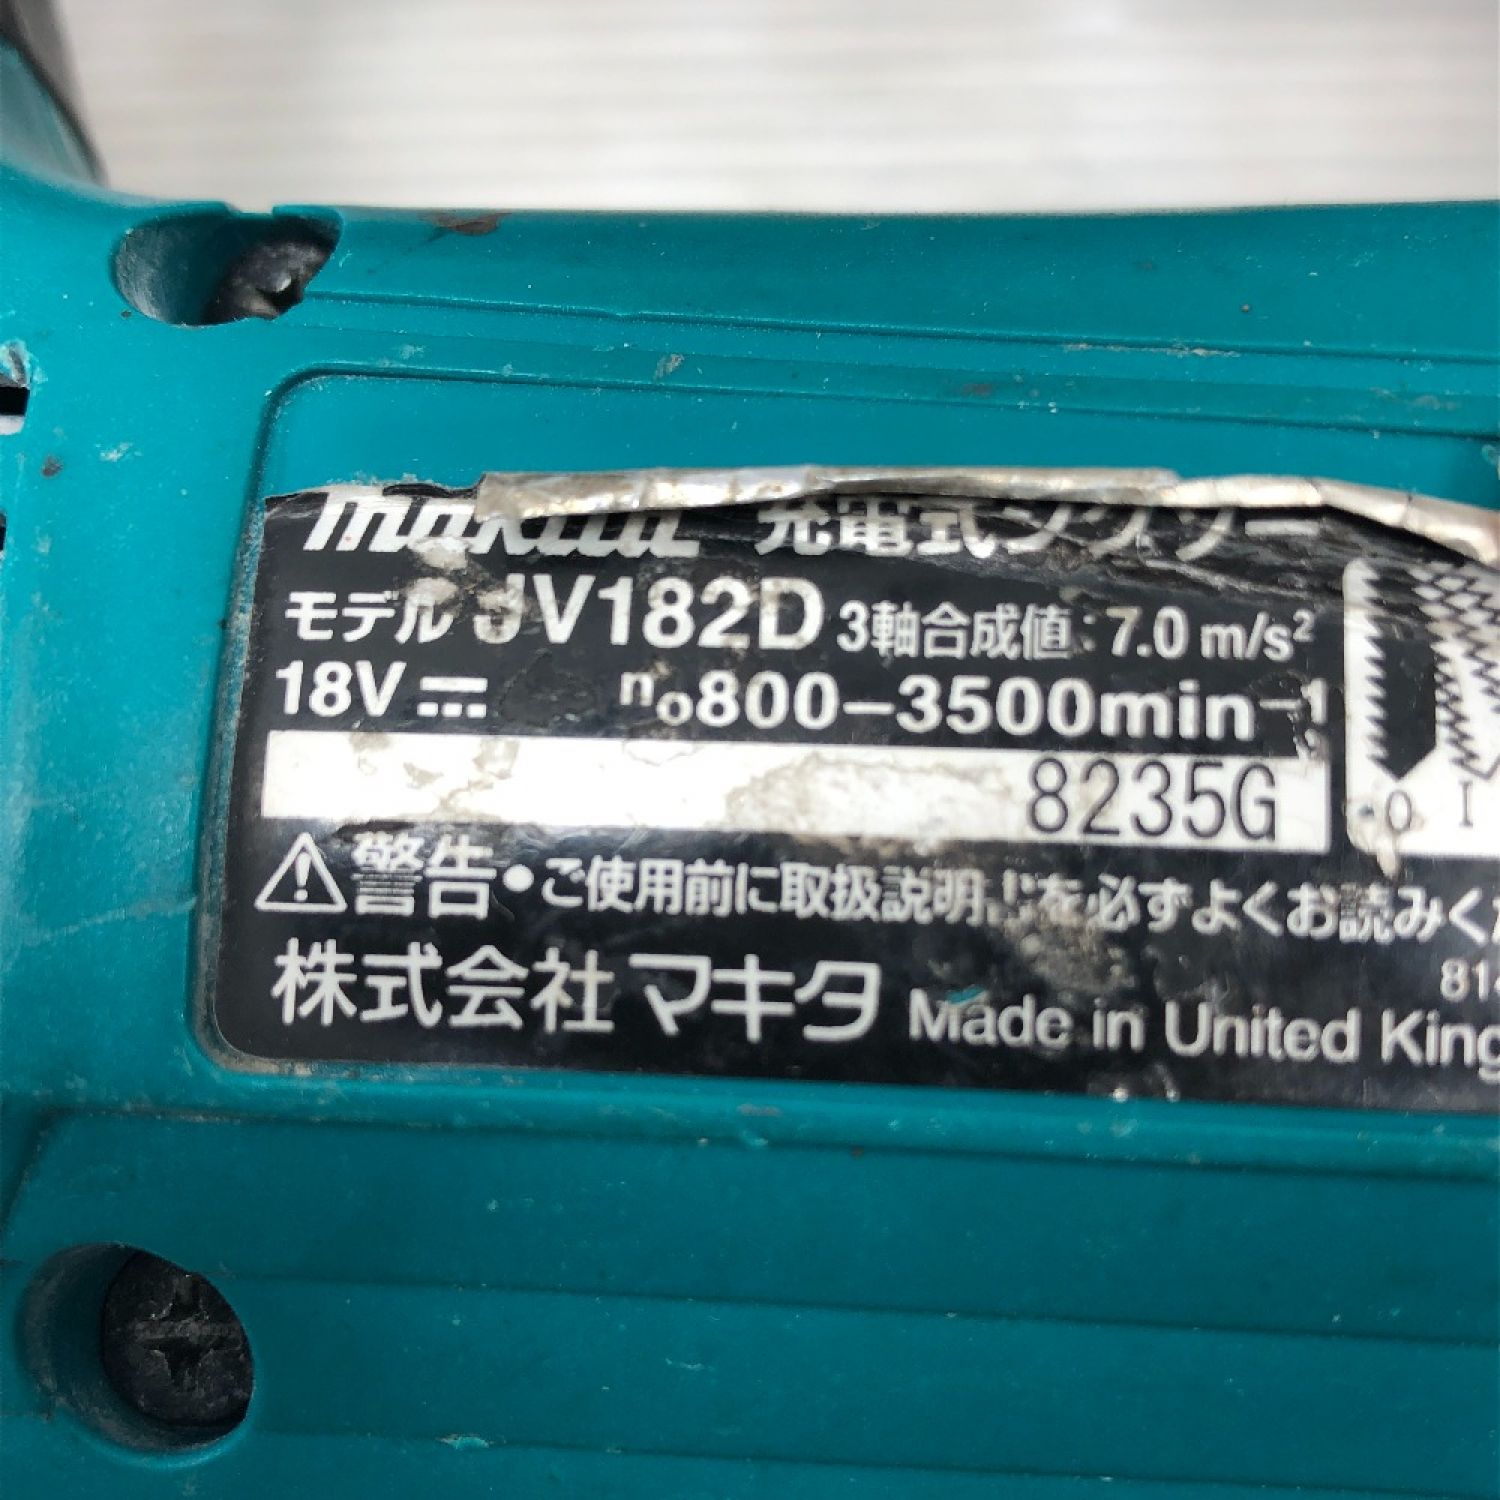 makita 充電式ジグソー
モデル JV182D 3軸合成値:7.0 m/s²
18V⎓ n₀800–3500min⁻¹
8235G
O I
⚠警告・ご使用前に取扱説明書を必ずよくお読みくだ
814
株式会社マキタ Made in United King